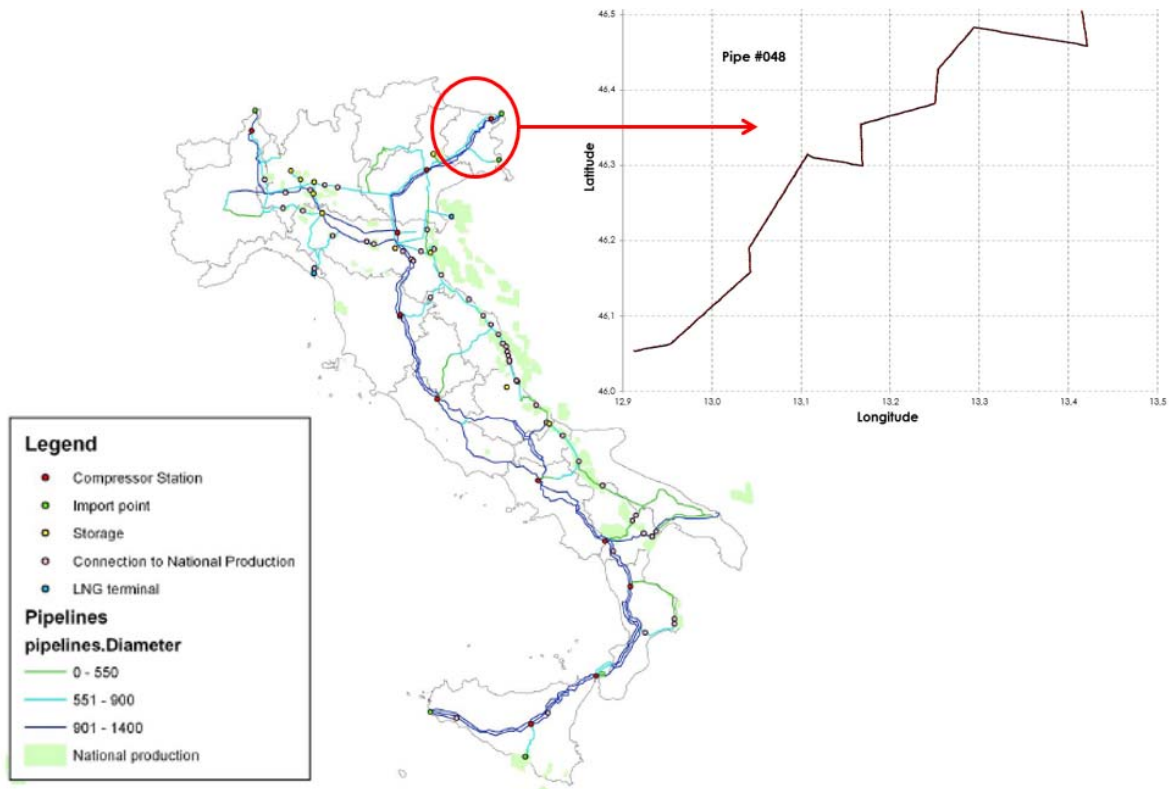 Pipe #048
46,5
46,4
46,3
46,2
46,1
46,0
Latitude
12,9
13,0
13,1
13,2
13,3
13,4
13,5
Longitude
Legend
Compressor Station
Import point
Storage
Connection to National Production
LNG terminal
Pipelines
pipelines.Diameter
0 - 550
551 - 900
901 - 1400
National production